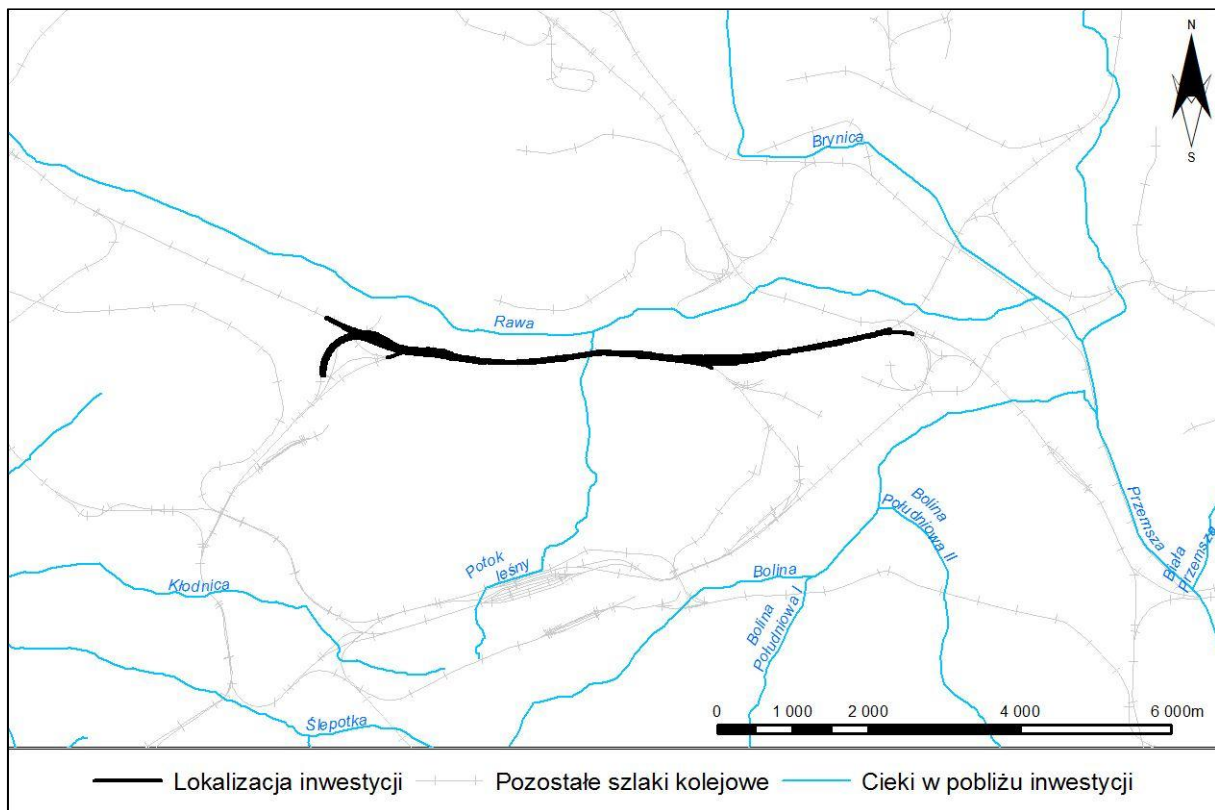 N
S
Brynica
Rawa
Potok
leśny
Kłodnica
Ślepotka
Bolina
Bolina
Południowa I
Bolina
Południowa II
Przemsza
Biała
Przemsza
0 1 000 2 000 4 000 6 000m
Lokalizacja inwestycji Pozostałe szlaki kolejowe Cieki w pobliżu inwestycji